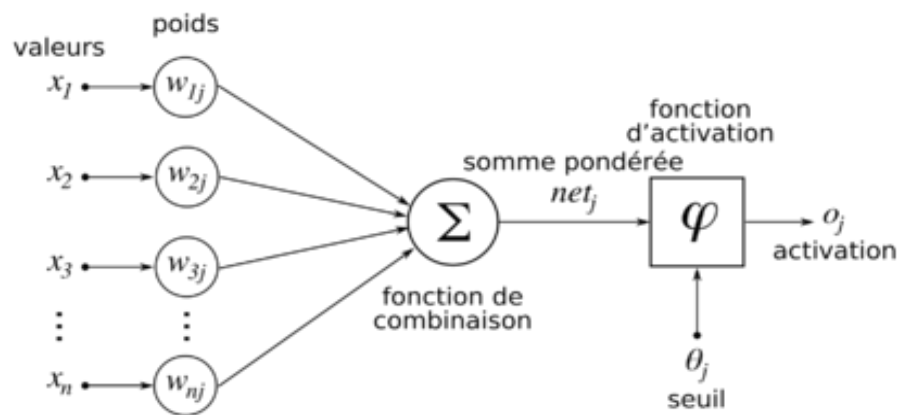 poids
valeurs
x₁
w₁ⱼ
x₂
w₂ⱼ
x₃
w₃ⱼ
⋮
⋮
xₙ
wₙⱼ
Σ
fonction de
combinaison
somme pondérée
netⱼ
fonction
d'activation
φ
oⱼ
activation
θⱼ
seuil